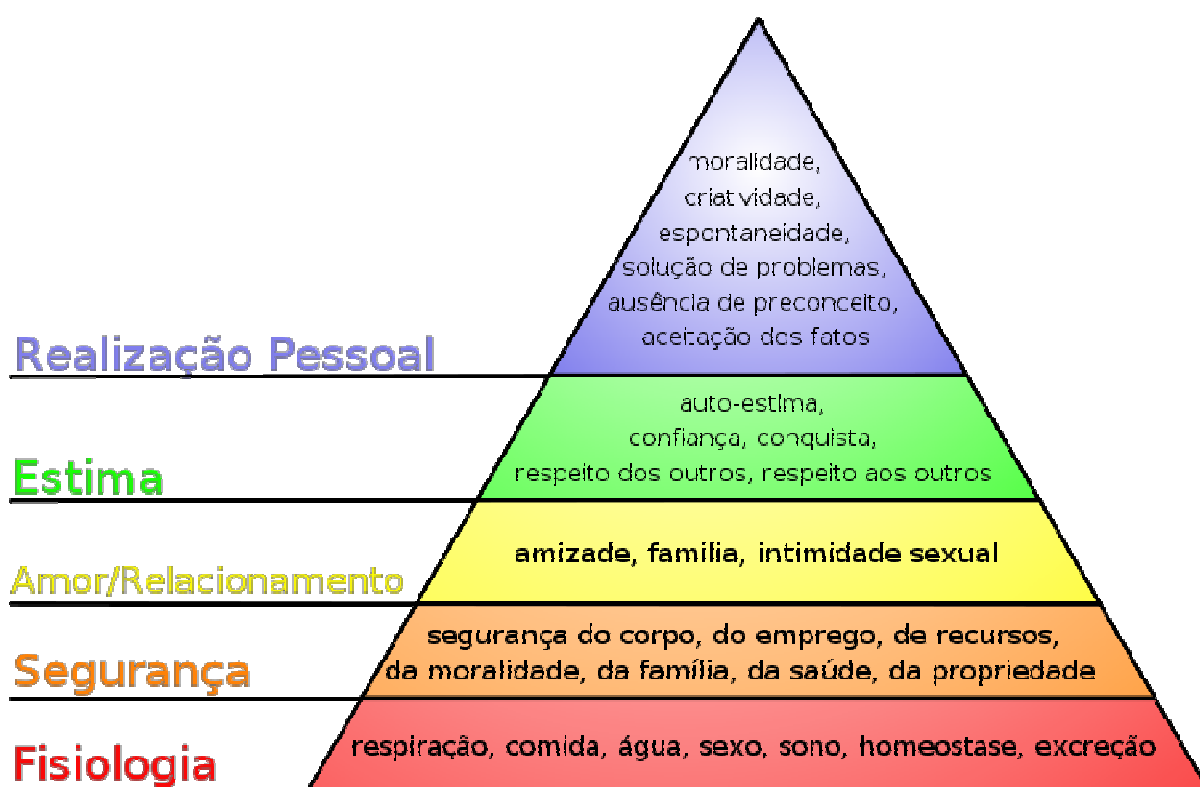 moralidade,
criatividade,
espontaneidade,
solução de problemas,
ausência de preconceito,
aceitação dos fatos
Realização Pessoal
auto-estima,
confiança, conquista,
respeito dos outros, respeito aos outros
Estima
amizade, família, intimidade sexual
Amor/Relacionamento
segurança do corpo, do emprego, de recursos,
da moralidade, da família, da saúde, da propriedade
Segurança
respiração, comida, água, sexo, sono, homeostase, excreção
Fisiologia